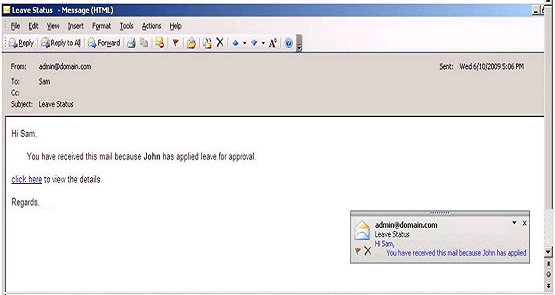 Leave Status - Message (HTML)
File Edit View Insert Format Tools Actions Help
Reply Reply to All Forward
From: admin@domain.com Sent: Wed 6/10/2009 5:06 PM
To: Sam
Cc:
Subject: Leave Status
Hi Sam,
You have received this mail because John has applied leave for approval.
click here to view the details.
Regards,
admin@domain.com
Leave Status
Hi Sam,
You have received this mail because John has applied